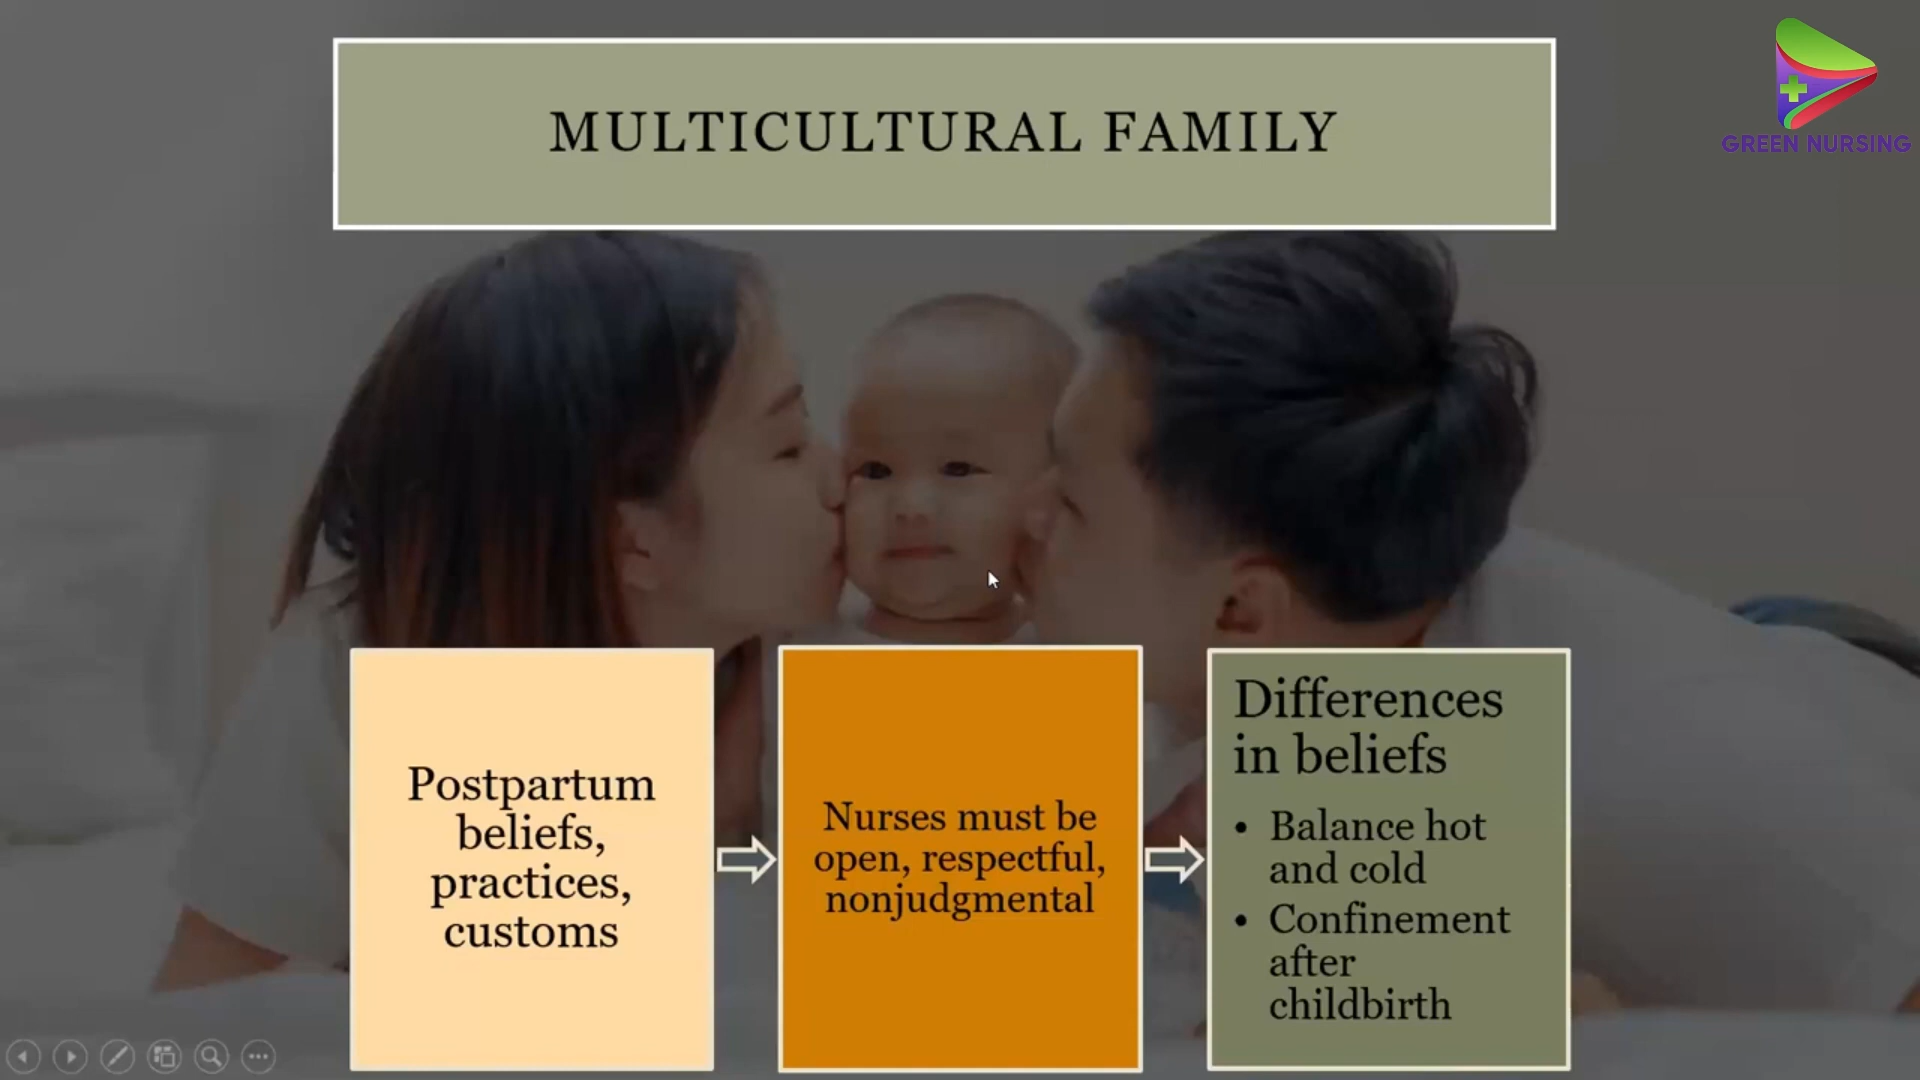 MULTICULTURAL FAMILY
GREEN NURSING
Postpartum
beliefs,
practices,
customs
Nurses must be
open, respectful,
nonjudgmental
Differences
in beliefs
• Balance hot
and cold
• Confinement
after
childbirth